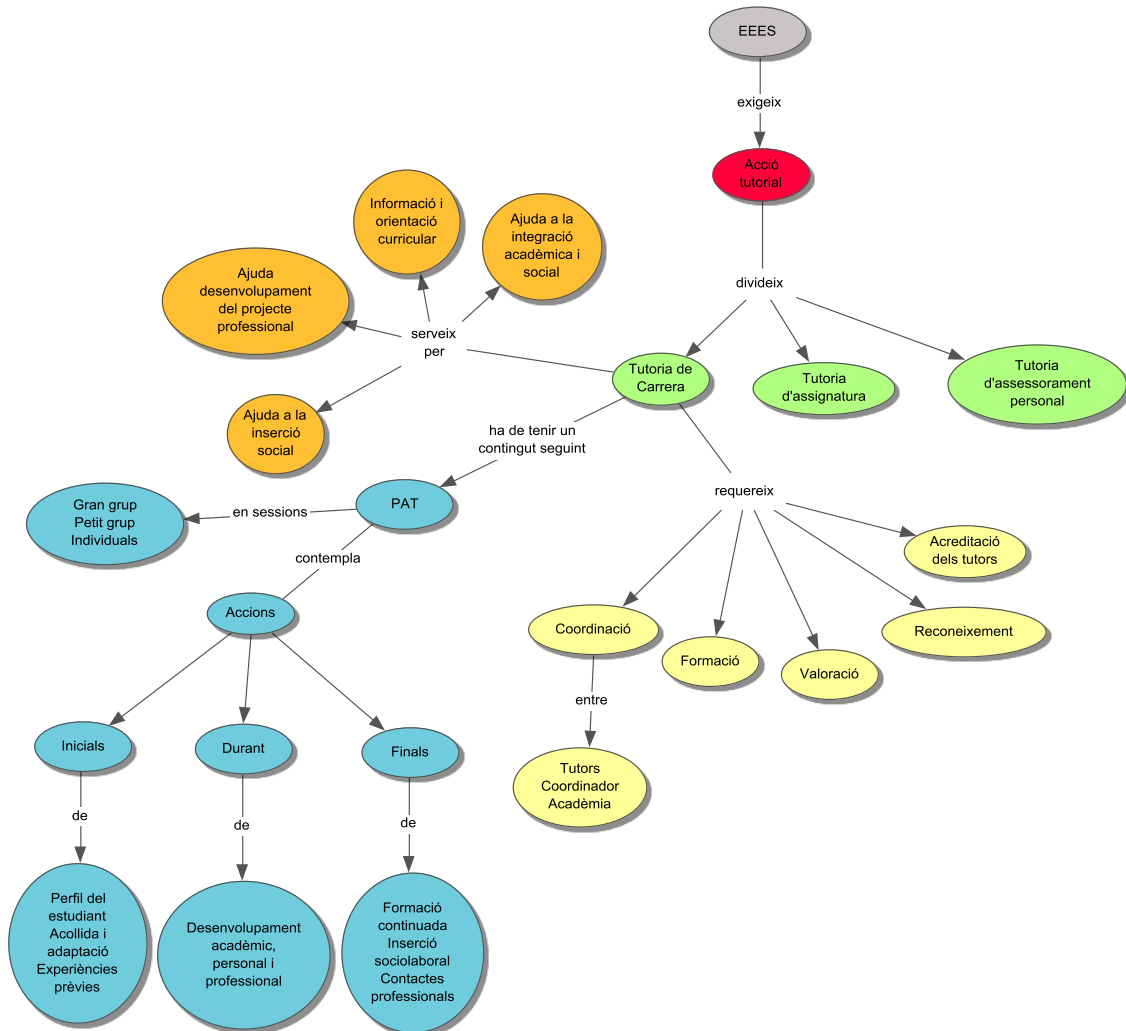 EEES
exigeix
Acció
tutorial
divideix
Informació i
orientació
curricular
Ajuda a la
integració
acadèmica i
social
Ajuda
desenvolupament
del projecte
professional
serveix
per
Ajuda a la
inserció
social
Tutoria de
Carrera
Tutoria
d'assignatura
Tutoria
d'assessorament
personal
ha de tenir un
contingut seguint
PAT
en sessions
Gran grup
Petit grup
Individuals
contempla
Accions
requereix
Acreditació
dels tutors
Reconeixement
Valoració
Formació
Coordinació
entre
Tutors
Coordinador
Acadèmia
Inicials
Durant
Finals
de
de
de
Perfil del
estudiant
Acollida i
adaptació
Experiències
prèvies
Desenvolupament
acadèmic,
personal i
professional
Formació
continuada
Inserció
sociolaboral
Contactes
professionals